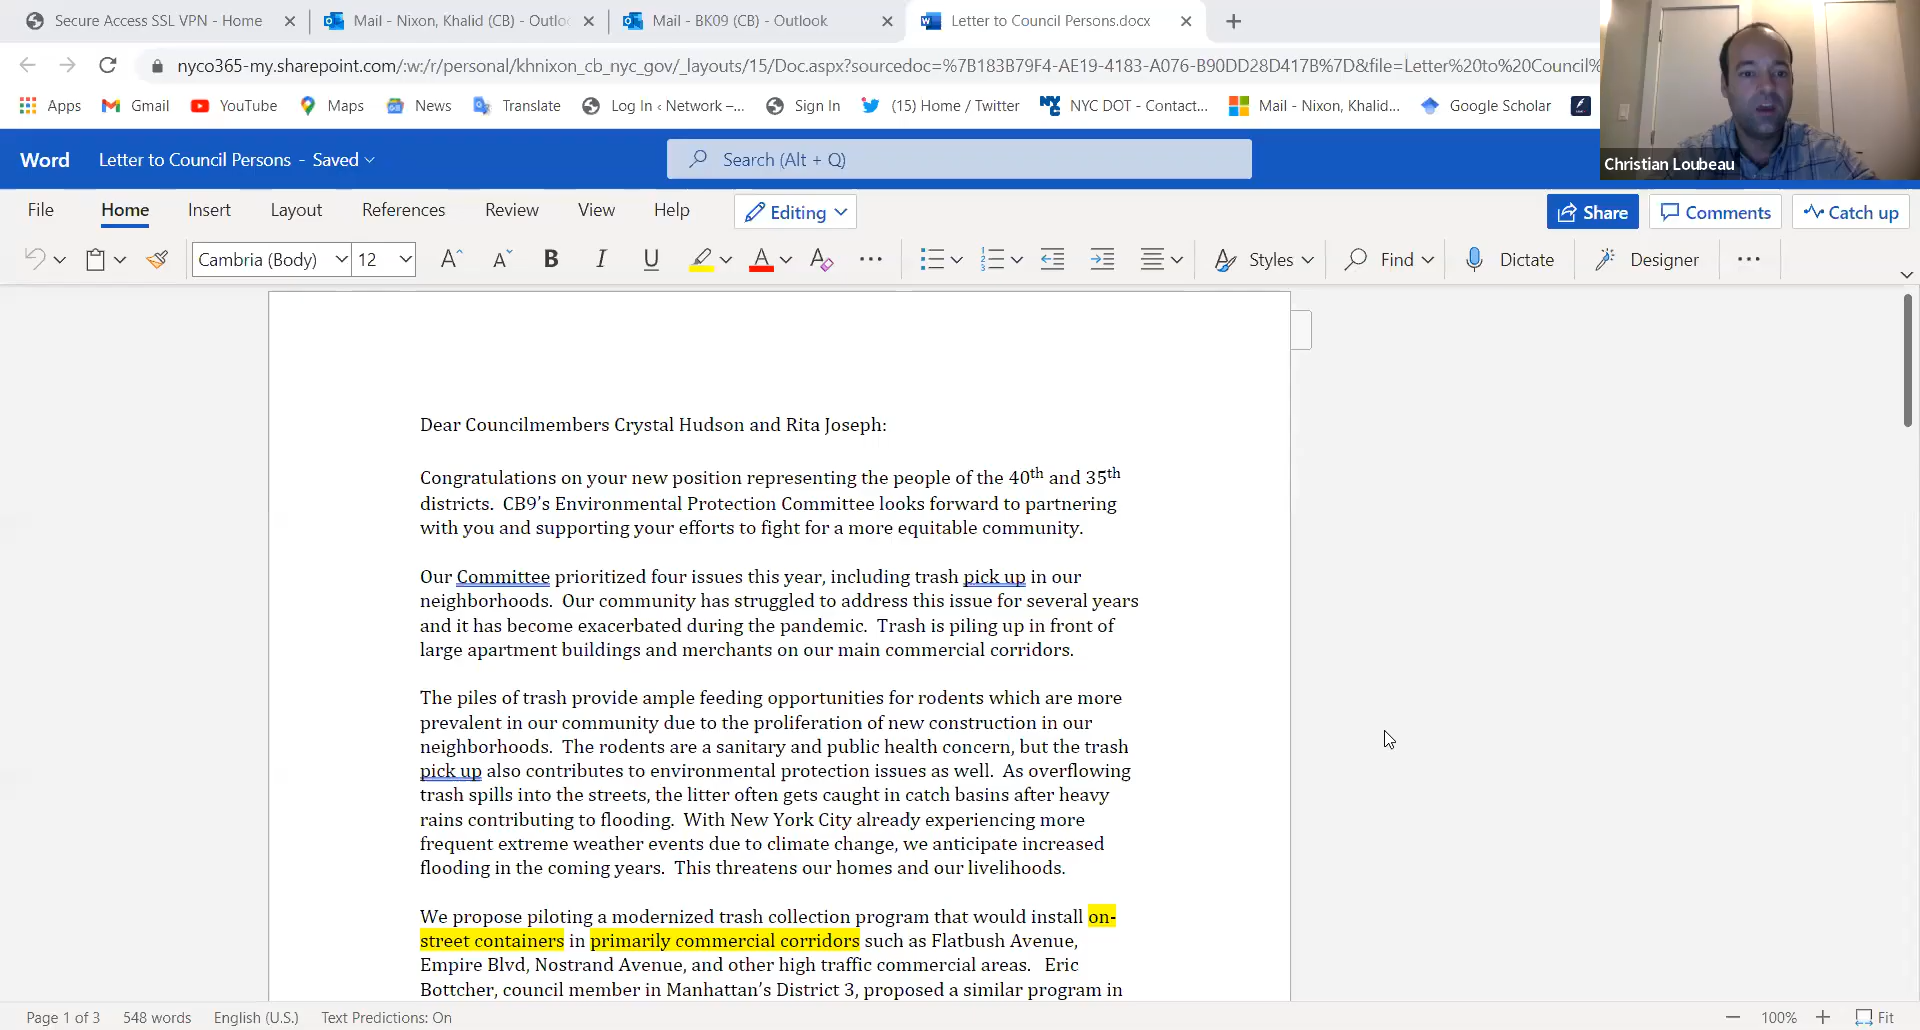 Secure Access SSL VPN - Home
Mail - Nixon, Khalid (CB) - Outlo
Mail - BK09 (CB) - Outlook
Letter to Council Persons.docx
nyco365-my.sharepoint.com/:w:/r/personal/khnixon_cb_nyc_gov/_layouts/15/Doc.aspx?sourcedoc=%7B183B79F4-AE19-4183-A076-B90DD28D417B%7D&file=Letter%20to%20Council%
Apps
Gmail
YouTube
Maps
News
Translate
Log In ‹ Network –...
Sign In
(15) Home / Twitter
NYC DOT - Contact...
Mail - Nixon, Khalid...
Google Scholar
Christian Loubeau
Word
Letter to Council Persons - Saved
Search (Alt + Q)
File
Home
Insert
Layout
References
Review
View
Help
Editing
Share
Comments
Catch up
Cambria (Body)
12
Styles
Find
Dictate
Designer
Dear Councilmembers Crystal Hudson and Rita Joseph:
Congratulations on your new position representing the people of the 40th and 35th
districts. CB9's Environmental Protection Committee looks forward to partnering
with you and supporting your efforts to fight for a more equitable community.
Our Committee prioritized four issues this year, including trash pick up in our
neighborhoods. Our community has struggled to address this issue for several years
and it has become exacerbated during the pandemic. Trash is piling up in front of
large apartment buildings and merchants on our main commercial corridors.
The piles of trash provide ample feeding opportunities for rodents which are more
prevalent in our community due to the proliferation of new construction in our
neighborhoods. The rodents are a sanitary and public health concern, but the trash
pick up also contributes to environmental protection issues as well. As overflowing
trash spills into the streets, the litter often gets caught in catch basins after heavy
rains contributing to flooding. With New York City already experiencing more
frequent extreme weather events due to climate change, we anticipate increased
flooding in the coming years. This threatens our homes and our livelihoods.
We propose piloting a modernized trash collection program that would install on-
street containers in primarily commercial corridors such as Flatbush Avenue,
Empire Blvd, Nostrand Avenue, and other high traffic commercial areas. Eric
Bottcher, council member in Manhattan's District 3, proposed a similar program in
Page 1 of 3
548 words
English (U.S.)
Text Predictions: On
100%
Fit